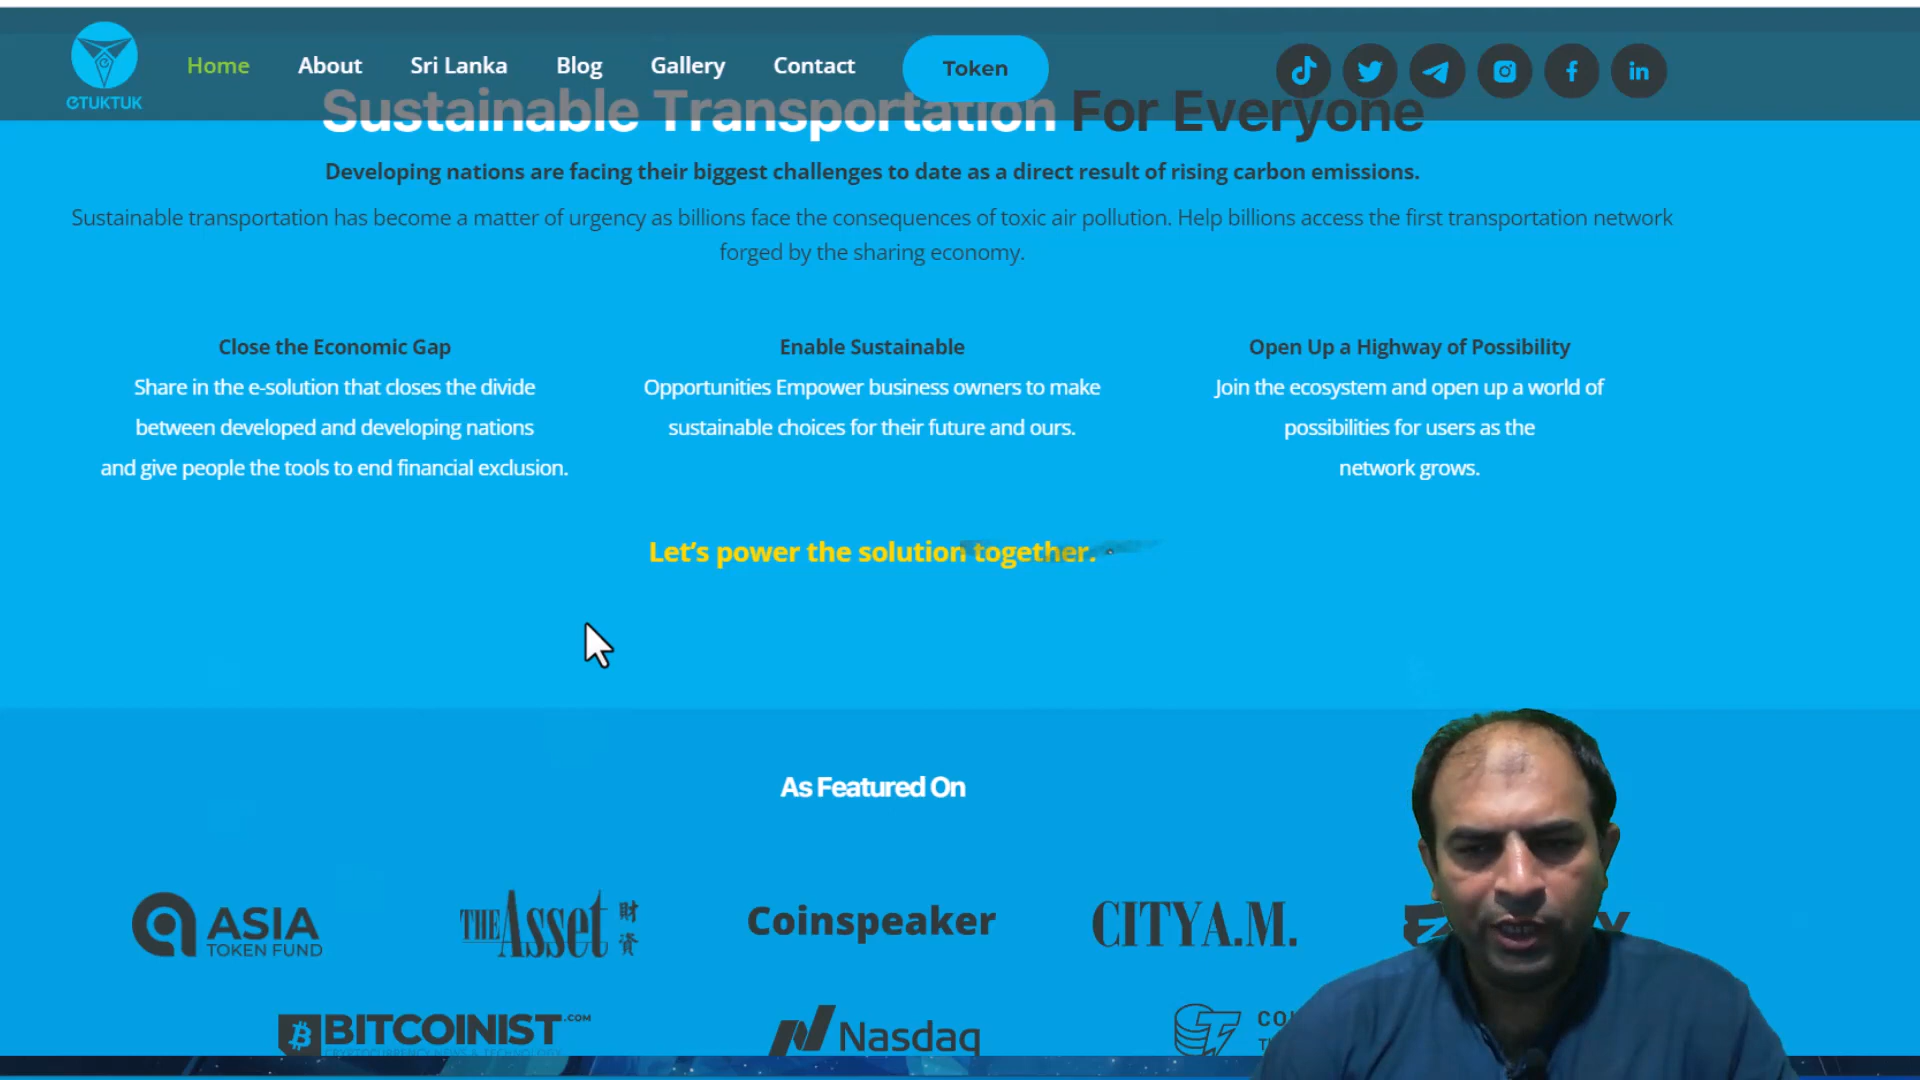 Home About Sri Lanka Blog Gallery Contact Token
eTUKTUK
Sustainable Transportation For Everyone
Developing nations are facing their biggest challenges to date as a direct result of rising carbon emissions.
Sustainable transportation has become a matter of urgency as billions face the consequences of toxic air pollution. Help billions access the first transportation network
forged by the sharing economy.
Close the Economic Gap
Share in the e-solution that closes the divide
between developed and developing nations
and give people the tools to end financial exclusion.
Enable Sustainable
Opportunities Empower business owners to make
sustainable choices for their future and ours.
Open Up a Highway of Possibility
Join the ecosystem and open up a world of
possibilities for users as the
network grows.
Let's power the solution together.
As Featured On
ASIA
TOKEN FUND
THE Asset 財資
Coinspeaker
CITYA.M.
BITCOINIST.COM
CRYPTOCURRENCY NEWS & TECHNOLOGY
Nasdaq